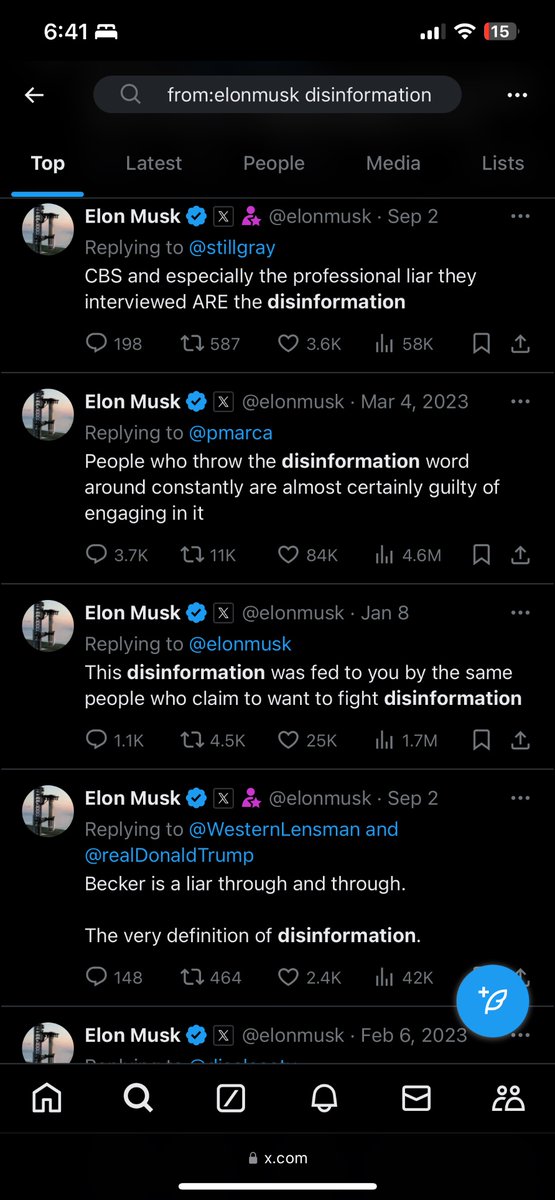 6:41
15
from:elonmusk disinformation
Top Latest People Media Lists
Elon Musk @elonmusk · Sep 2
Replying to @stillgray
CBS and especially the professional liar they
interviewed ARE the disinformation
198 587 3.6K 58K
Elon Musk @elonmusk · Mar 4, 2023
Replying to @pmarca
People who throw the disinformation word
around constantly are almost certainly guilty of
engaging in it
3.7K 11K 84K 4.6M
Elon Musk @elonmusk · Jan 8
Replying to @elonmusk
This disinformation was fed to you by the same
people who claim to want to fight disinformation
1.1K 4.5K 25K 1.7M
Elon Musk @elonmusk · Sep 2
Replying to @WesternLensman and
@realDonaldTrump
Becker is a liar through and through.
The very definition of disinformation.
148 464 2.4K 42K
Elon Musk @elonmusk · Feb 6, 2023
x.com